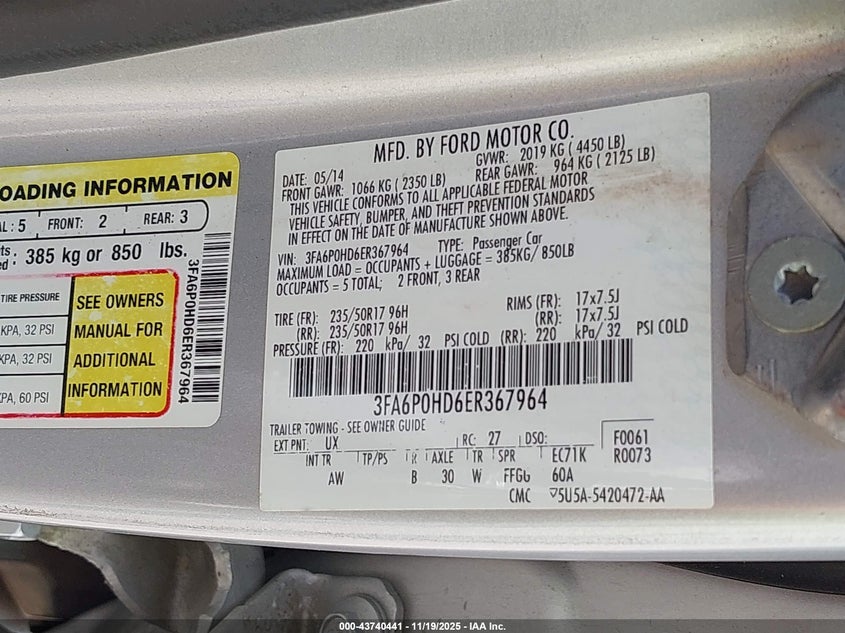 OADING INFORMATION
AL : 5 FRONT: 2 REAR: 3
385 kg or 850 lbs.
TIRE PRESSURE
KPA, 32 PSI
KPA, 32 PSI
KPA, 60 PSI
SEE OWNERS
MANUAL FOR
ADDITIONAL
INFORMATION
3FA6P0HD6ER367964
MFD. BY FORD MOTOR CO.
DATE: 05/14 GVWR: 2019 KG ( 4450 LB)
FRONT GAWR: 1066 KG ( 2350 LB) REAR GAWR: 964 KG ( 2125 LB)
THIS VEHICLE CONFORMS TO ALL APPLICABLE FEDERAL MOTOR
VEHICLE SAFETY, BUMPER, AND THEFT PREVENTION STANDARDS
IN EFFECT ON THE DATE OF MANUFACTURE SHOWN ABOVE.
VIN: 3FA6P0HD6ER367964 TYPE: Passenger Car
MAXIMUM LOAD = OCCUPANTS + LUGGAGE = 385KG/ 850LB
OCCUPANTS = 5 TOTAL; 2 FRONT, 3 REAR
TIRE (FR): 235/50R17 96H RIMS (FR): 17x7.5J
(RR): 235/50R17 96H (RR): 17x7.5J
PRESSURE (FR): 220 kPa/ 32 PSI COLD (RR): 220 kPa/ 32 PSI COLD
3FA6P0HD6ER367964
TRAILER TOWING - SEE OWNER GUIDE
EXT PNT: UX RC: 27 DSO: F0061
INT TR TP/PS R AXLE TR SPR EC71K R0073
AW B 30 W FFGG 60A
CMC 5U5A-5420472-AA
000-43740441 - 11/19/2025 - IAA Inc.